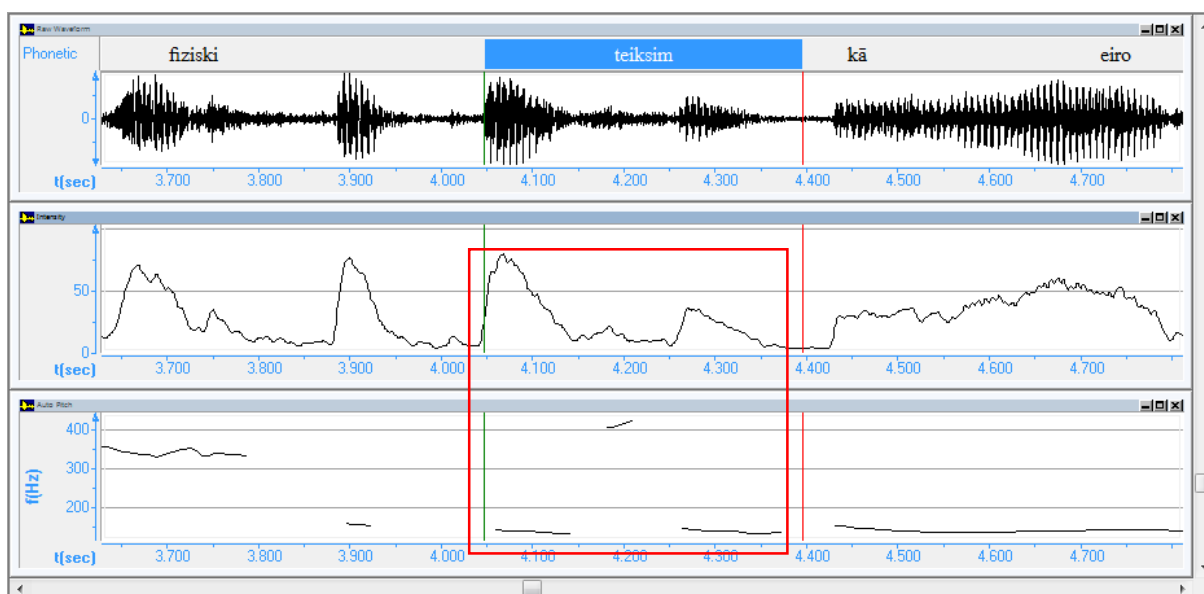 Raw Waveform
Phonetic fiziski teiksim kā eiro
0
t(sec) 3.700 3.800 3.900 4.000 4.100 4.200 4.300 4.400 4.500 4.600 4.700
Intensity
50
0
t(sec) 3.700 3.800 3.900 4.000 4.100 4.200 4.300 4.400 4.500 4.600 4.700
Auto Pitch
400
300
200
f(Hz)
t(sec) 3.700 3.800 3.900 4.000 4.100 4.200 4.300 4.400 4.500 4.600 4.700